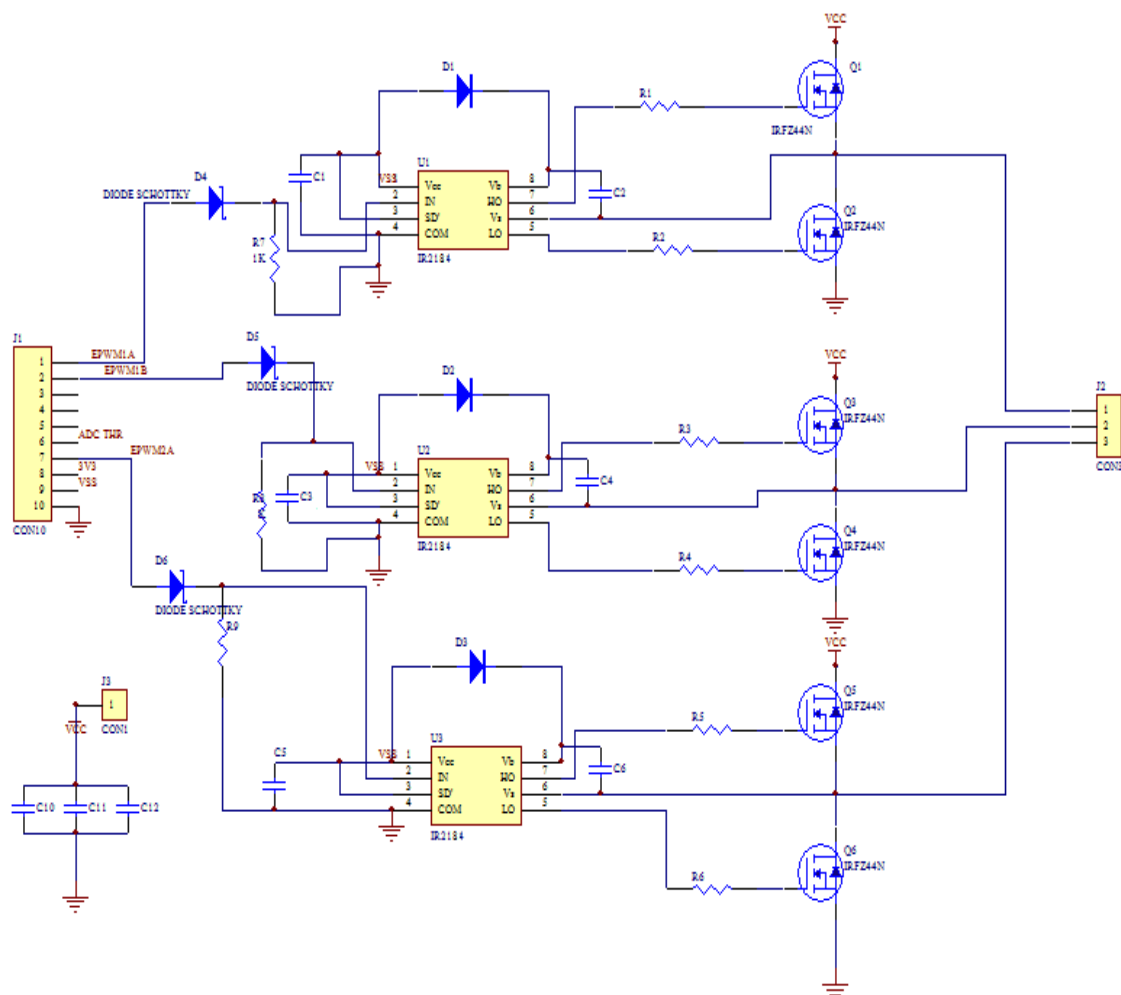 VCC
D1
Q1
R1
IRFZ44N
U1
D4
DIODE SCHOTTKY
C1
VSS
1
2
3
4
Vcc
IN
SD'
COM
Vb
HO
Vs
LO
8
7
6
5
C2
IR2184
R7
1K
R2
Q2
IRFZ44N
J1
1
2
3
4
5
6
7
8
9
10
CON10
EPWM1A
EPWM1B
ADC THR
EPWM2A
3V3
VSS
D5
DIODE SCHOTTKY
D2
VCC
Q3
IRFZ44N
R3
J2
1
2
3
U2
VSS
1
2
3
4
Vcc
IN
SD'
COM
Vb
HO
Vs
LO
8
7
6
5
C3
C4
IR2184
R4
Q4
IRFZ44N
D6
DIODE SCHOTTKY
R9
D3
VCC
Q5
IRFZ44N
R5
J3
1
CON1
VCC
C10
C11
C12
U3
VSS
1
2
3
4
Vcc
IN
SD'
COM
Vb
HO
Vs
LO
8
7
6
5
C5
C6
IR2184
R6
Q6
IRFZ44N